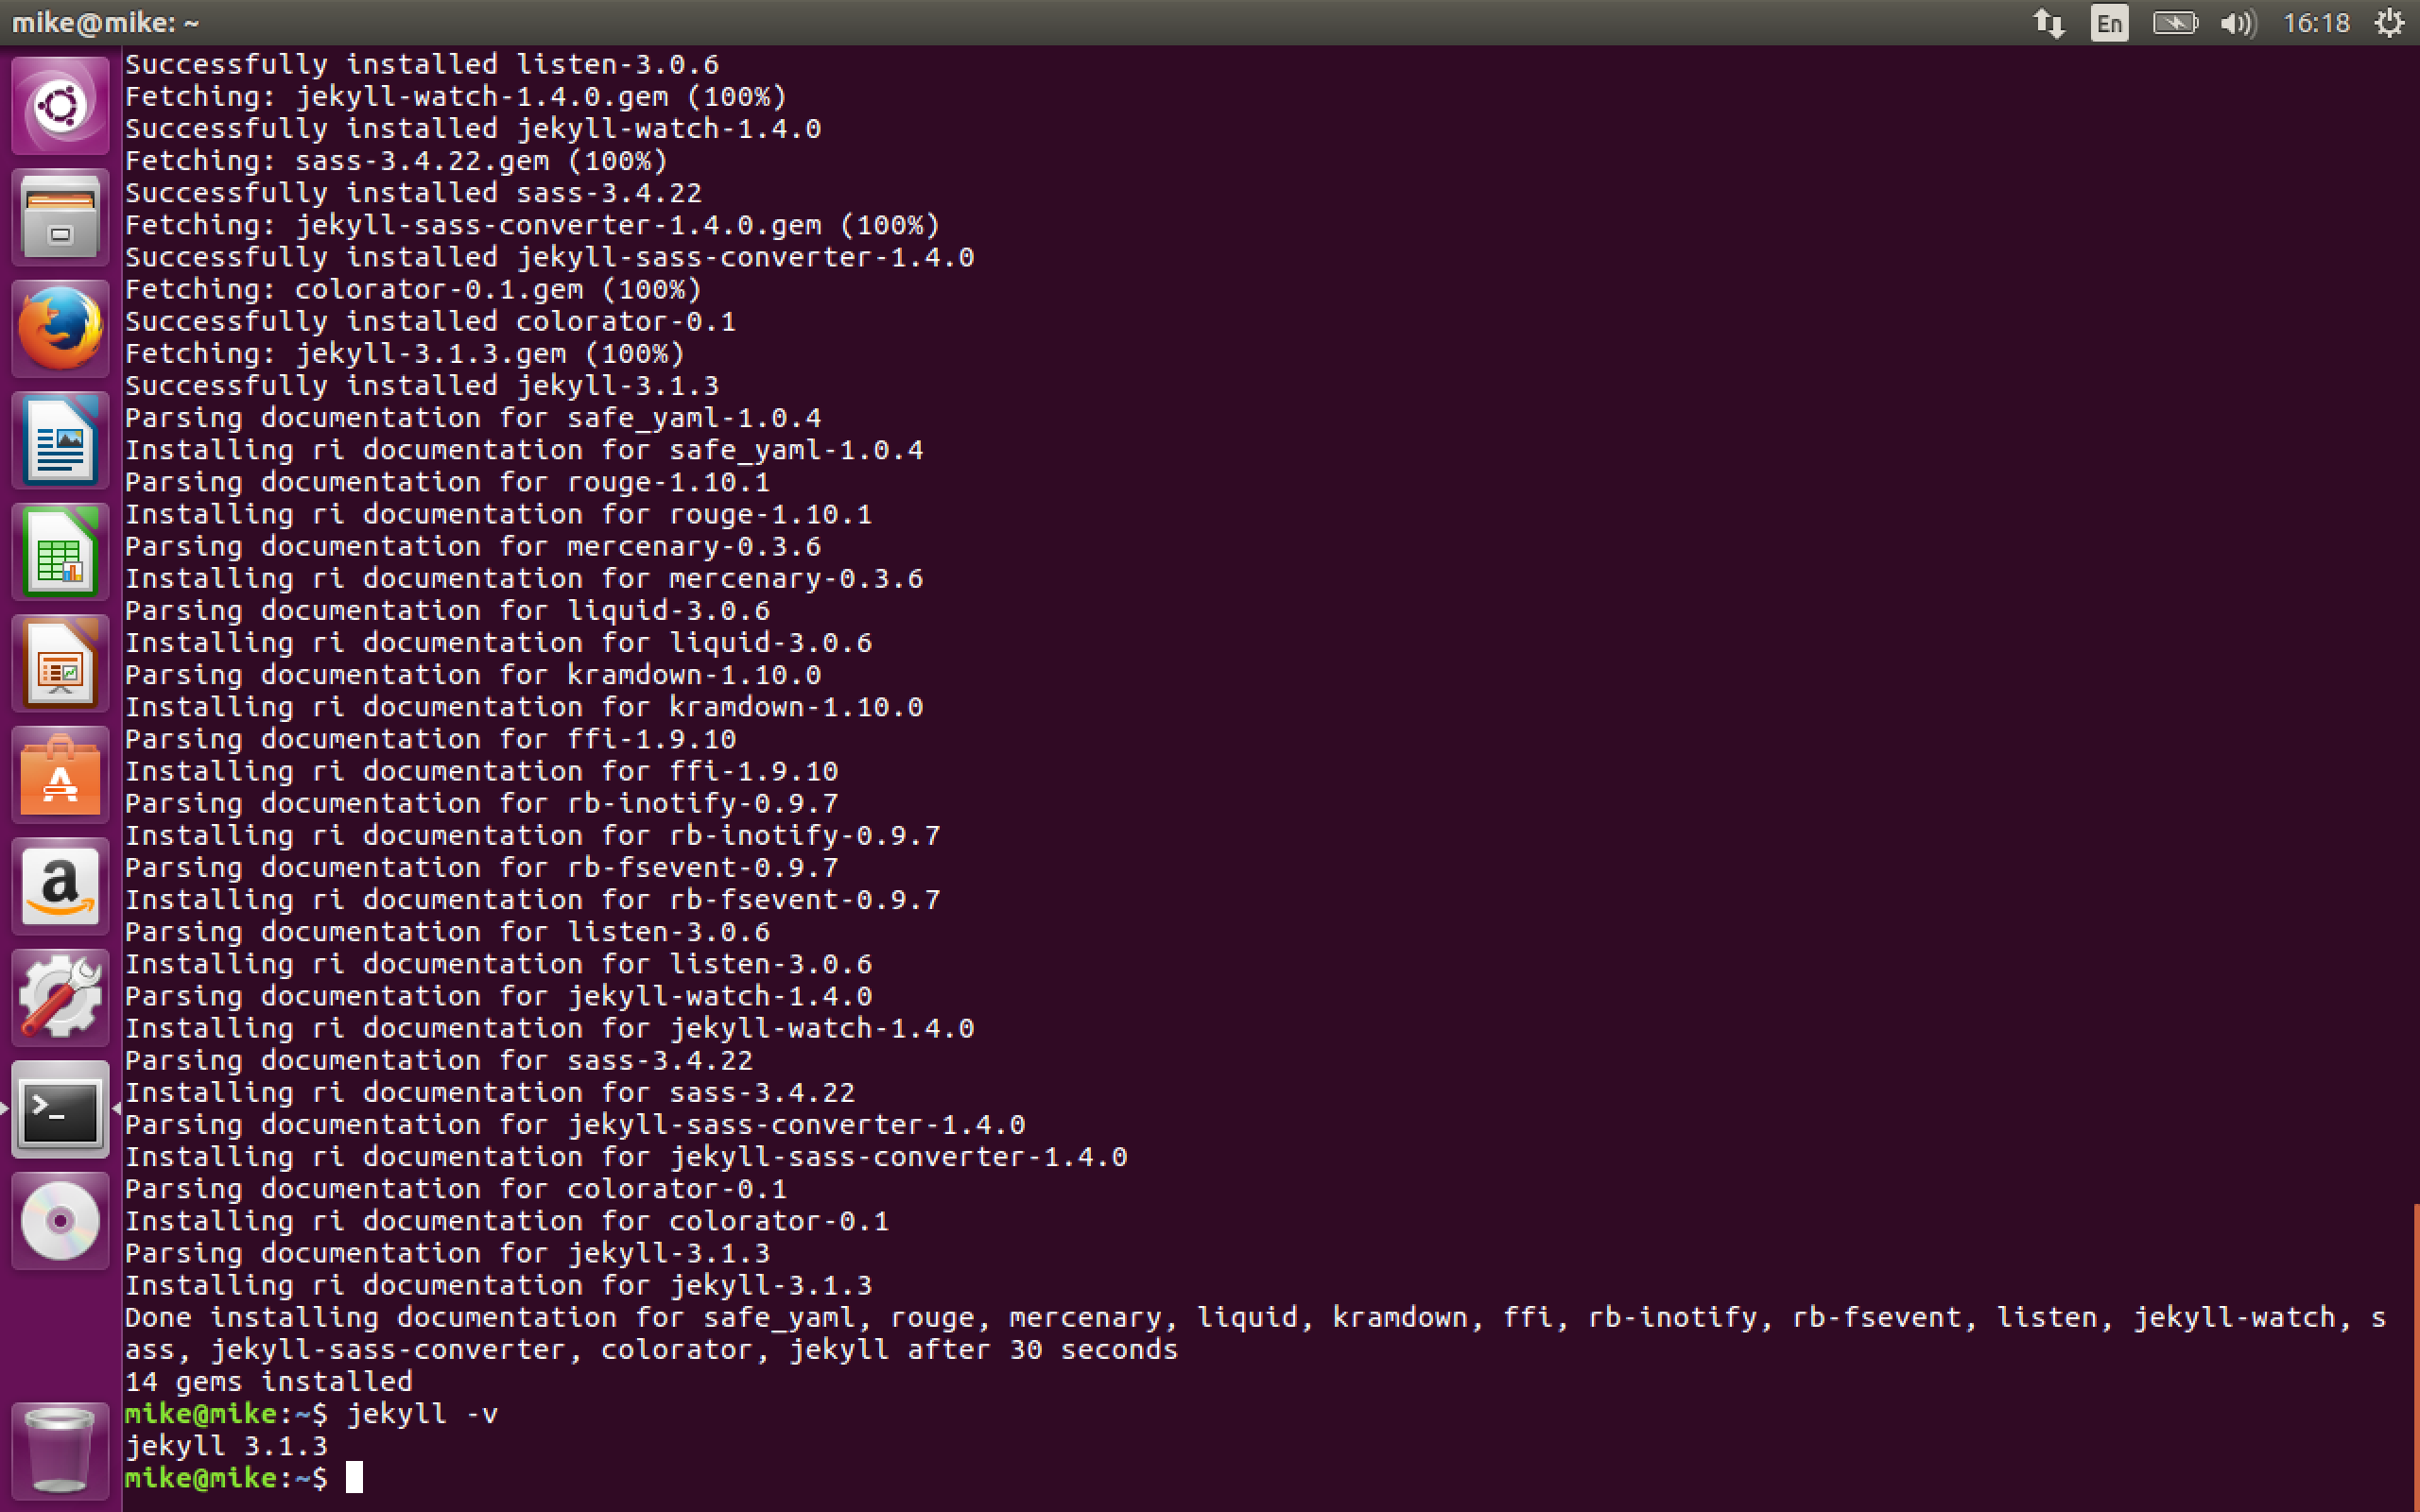 mike@mike: ~
En
16:18
Successfully installed listen-3.0.6
Fetching: jekyll-watch-1.4.0.gem (100%)
Successfully installed jekyll-watch-1.4.0
Fetching: sass-3.4.22.gem (100%)
Successfully installed sass-3.4.22
Fetching: jekyll-sass-converter-1.4.0.gem (100%)
Successfully installed jekyll-sass-converter-1.4.0
Fetching: colorator-0.1.gem (100%)
Successfully installed colorator-0.1
Fetching: jekyll-3.1.3.gem (100%)
Successfully installed jekyll-3.1.3
Parsing documentation for safe_yaml-1.0.4
Installing ri documentation for safe_yaml-1.0.4
Parsing documentation for rouge-1.10.1
Installing ri documentation for rouge-1.10.1
Parsing documentation for mercenary-0.3.6
Installing ri documentation for mercenary-0.3.6
Parsing documentation for liquid-3.0.6
Installing ri documentation for liquid-3.0.6
Parsing documentation for kramdown-1.10.0
Installing ri documentation for kramdown-1.10.0
Parsing documentation for ffi-1.9.10
Installing ri documentation for ffi-1.9.10
Parsing documentation for rb-inotify-0.9.7
Installing ri documentation for rb-inotify-0.9.7
Parsing documentation for rb-fsevent-0.9.7
Installing ri documentation for rb-fsevent-0.9.7
Parsing documentation for listen-3.0.6
Installing ri documentation for listen-3.0.6
Parsing documentation for jekyll-watch-1.4.0
Installing ri documentation for jekyll-watch-1.4.0
Parsing documentation for sass-3.4.22
Installing ri documentation for sass-3.4.22
Parsing documentation for jekyll-sass-converter-1.4.0
Installing ri documentation for jekyll-sass-converter-1.4.0
Parsing documentation for colorator-0.1
Installing ri documentation for colorator-0.1
Parsing documentation for jekyll-3.1.3
Installing ri documentation for jekyll-3.1.3
Done installing documentation for safe_yaml, rouge, mercenary, liquid, kramdown, ffi, rb-inotify, rb-fsevent, listen, jekyll-watch, s
ass, jekyll-sass-converter, colorator, jekyll after 30 seconds
14 gems installed
mike@mike:~$ jekyll -v
jekyll 3.1.3
mike@mike:~$